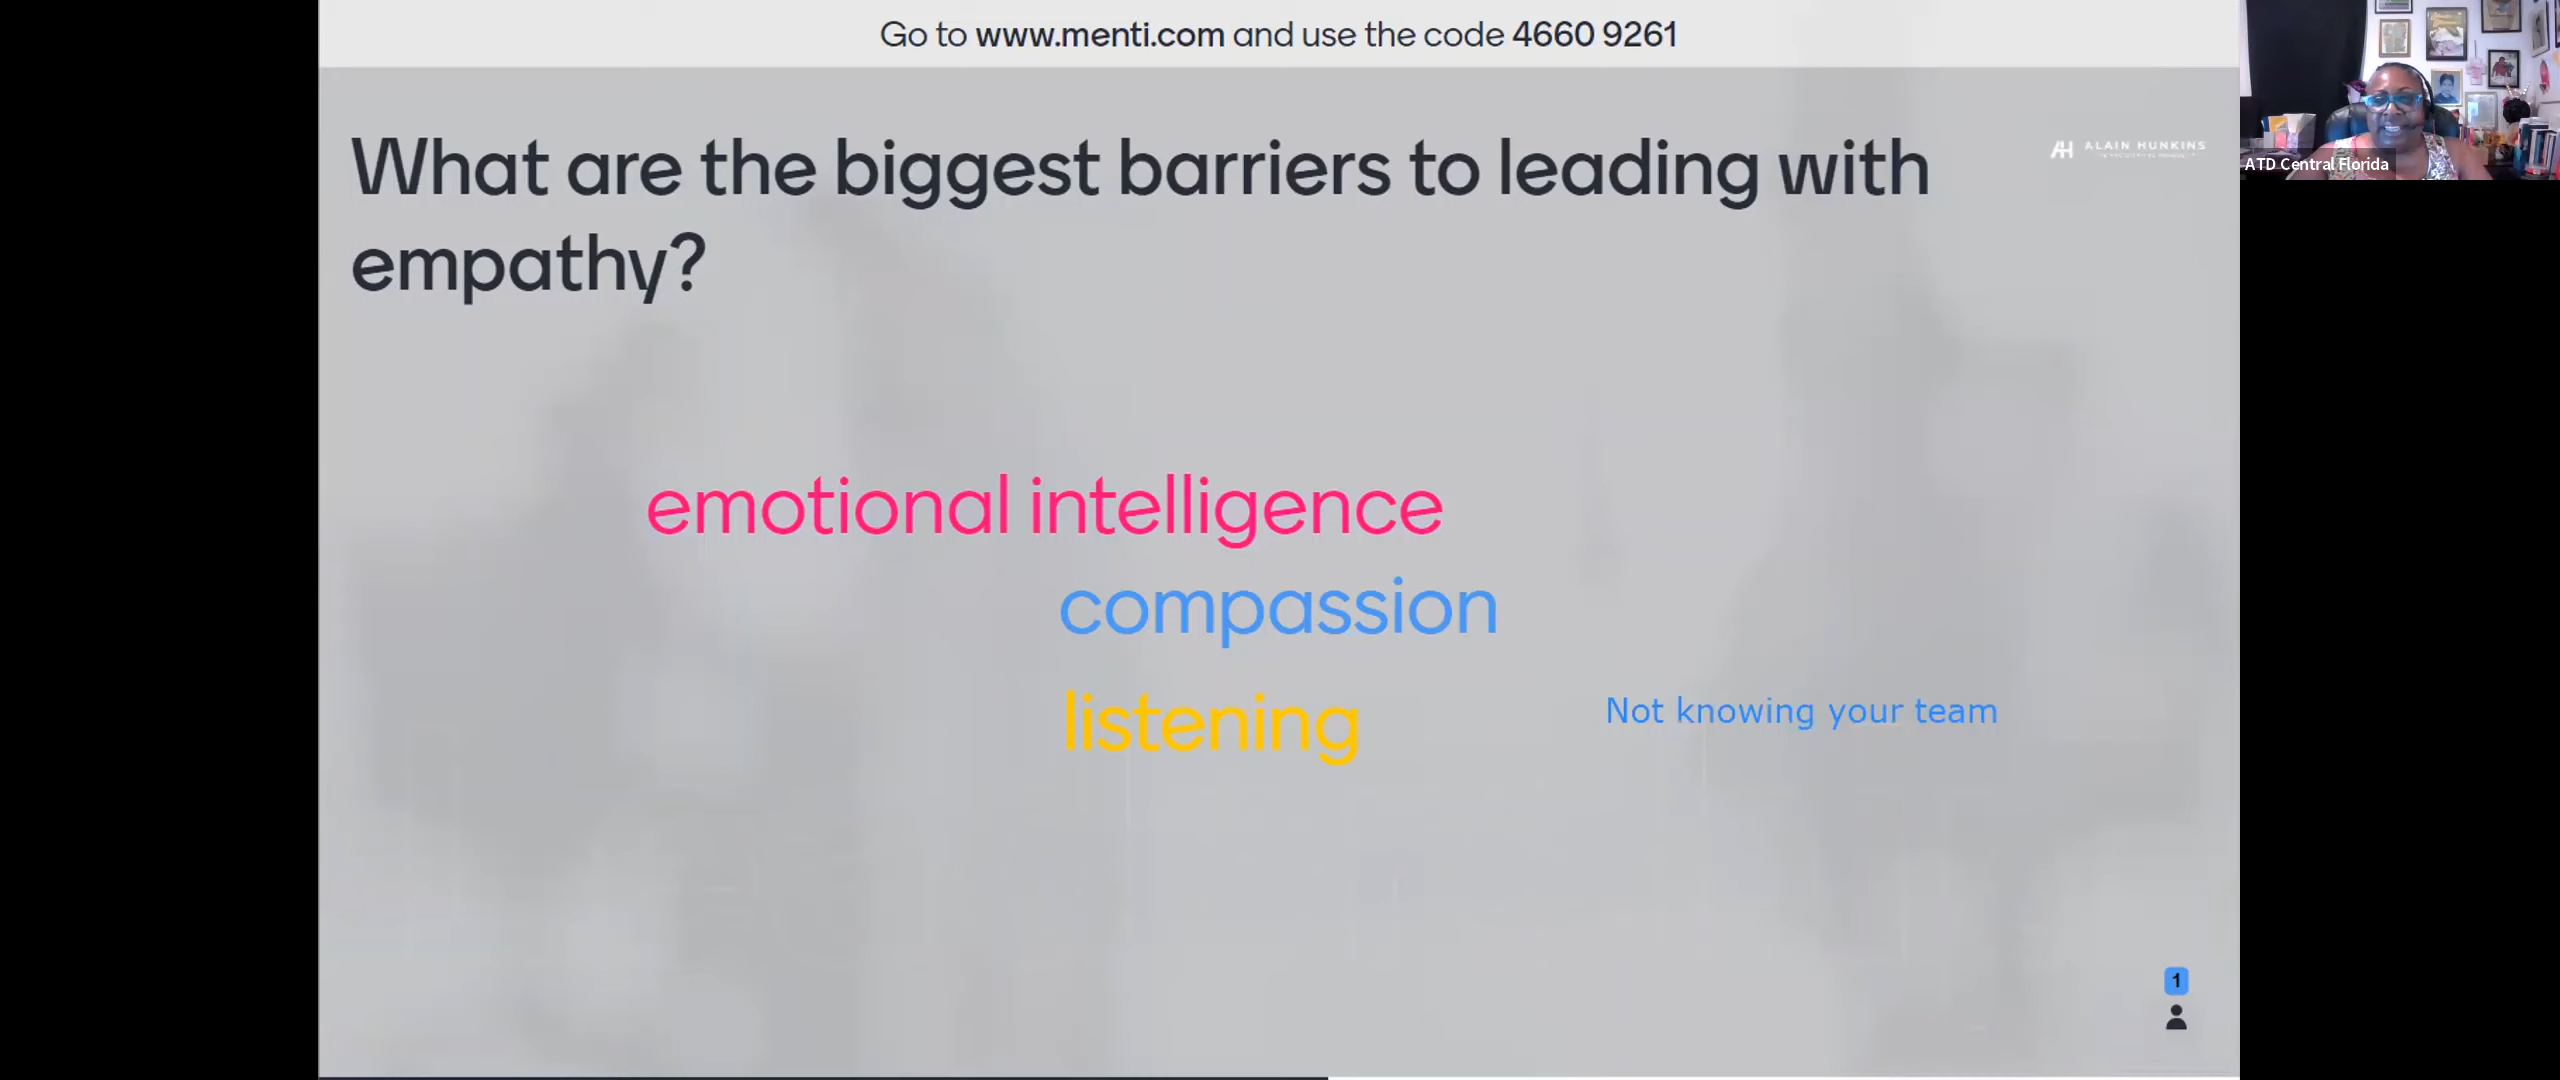 Go to www.menti.com and use the code 4660 9261
What are the biggest barriers to leading with
empathy?
AH ALAIN HUNKINS
ATD Central Florida
emotional intelligence
compassion
listening
Not knowing your team
1